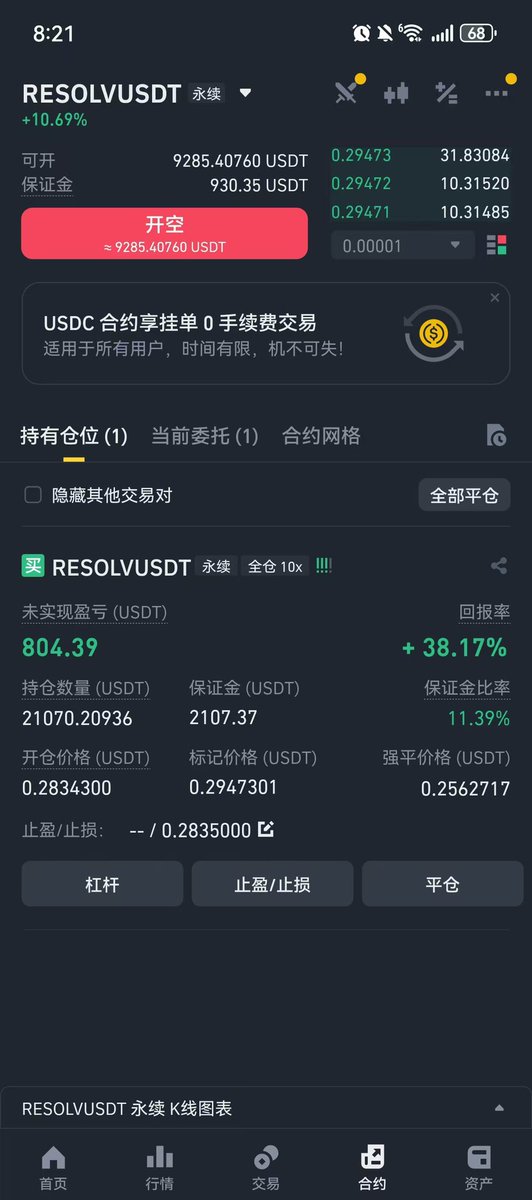 8:21
6
68
RESOLVUSDT 永续
+10.69%
可开 9285.40760 USDT
保证金 930.35 USDT
开空
≈ 9285.40760 USDT
0.29473 31.83084
0.29472 10.31520
0.29471 10.31485
0.00001
USDC 合约享挂单 0 手续费交易
适用于所有用户，时间有限，机不可失！
持有仓位 (1) 当前委托 (1) 合约网格
隐藏其他交易对 全部平仓
买 RESOLVUSDT 永续 全仓 10x
未实现盈亏 (USDT) 回报率
804.39 + 38.17%
持仓数量 (USDT) 保证金 (USDT) 保证金比率
21070.20936 2107.37 11.39%
开仓价格 (USDT) 标记价格 (USDT) 强平价格 (USDT)
0.2834300 0.2947301 0.2562717
止盈/止损： -- / 0.2835000
杠杆 止盈/止损 平仓
RESOLVUSDT 永续 K线图表
首页 行情 交易 合约 资产